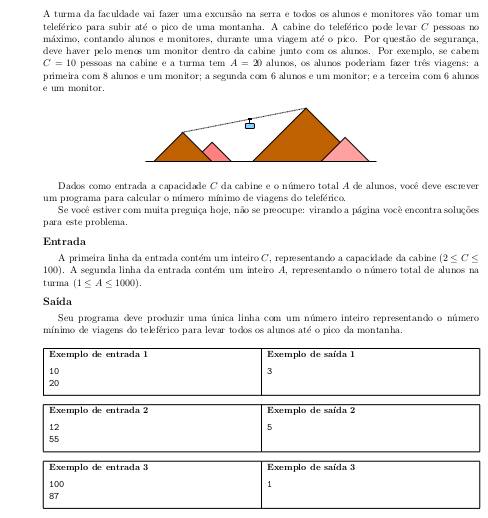 A turma da faculdade vai fazer uma excursão na serra e todos os alunos e monitores vão tomar um
teleférico para subir até o pico de uma montanha. A cabine do teleférico pode levar C pessoas no
máximo, contando alunos e monitores, durante uma viagem até o pico. Por questão de segurança,
deve haver pelo menos um monitor dentro da cabine junto com os alunos. Por exemplo, se cabem
C = 10 pessoas na cabine e a turma tem A = 20 alunos, os alunos poderiam fazer três viagens: a
primeira com 8 alunos e um monitor; a segunda com 6 alunos e um monitor; e a terceira com 6 alunos
e um monitor.
Dados como entrada a capacidade C da cabine e o número total A de alunos, você deve escrever
um programa para calcular o número mínimo de viagens do teleférico.
Se você estiver com muita preguiça hoje, não se preocupe: virando a página você encontra soluções
para este problema.
Entrada
A primeira linha da entrada contém um inteiro C, representando a capacidade da cabine (2 ≤ C ≤
100). A segunda linha da entrada contém um inteiro A, representando o número total de alunos na
turma (1 ≤ A ≤ 1000).
Saída
Seu programa deve produzir uma única linha com um número inteiro representando o número
mínimo de viagens do teleférico para levar todos os alunos até o pico da montanha.
Exemplo de entrada 1
10
20
Exemplo de saída 1
3
Exemplo de entrada 2
12
55
Exemplo de saída 2
5
Exemplo de entrada 3
100
87
Exemplo de saída 3
1